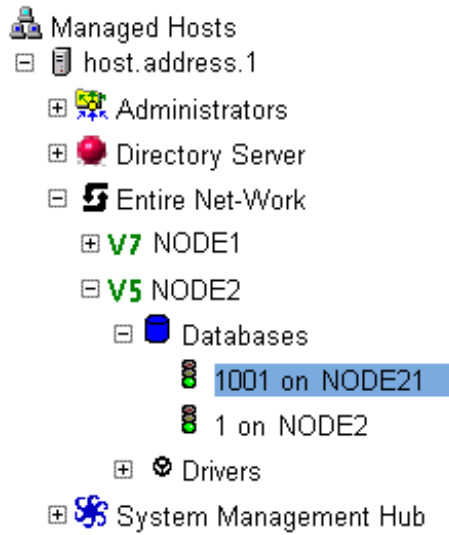 Managed Hosts
host.address.1
Administrators
Directory Server
Entire Net-Work
V7 NODE1
V5 NODE2
Databases
1001 on NODE21
1 on NODE2
Drivers
System Management Hub